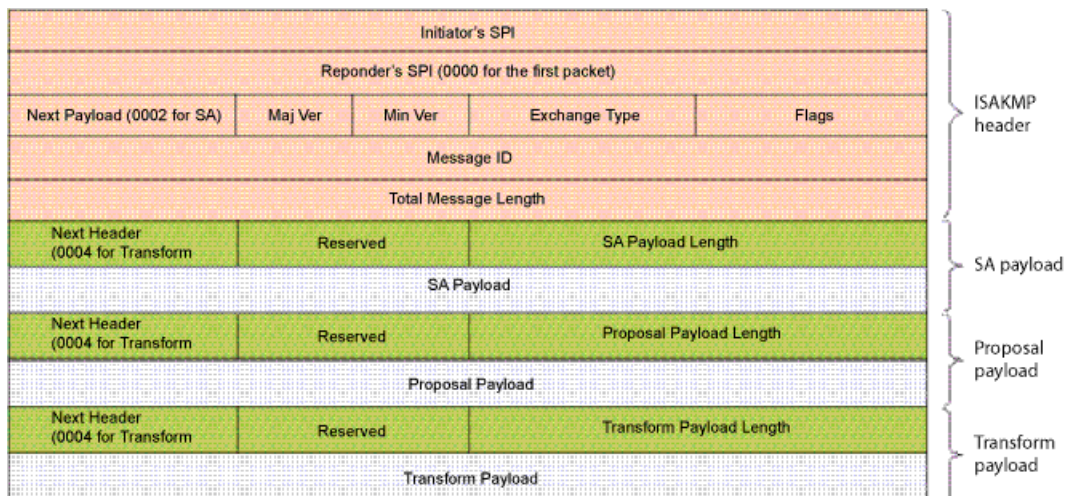 Initiator's SPI
Reponder's SPI (0000 for the first packet)
Next Payload (0002 for SA) Maj Ver Min Ver Exchange Type Flags
ISAKMP
header
Message ID
Total Message Length
Next Header
(0004 for Transform
Reserved
SA Payload Length
SA Payload
SA payload
Next Header
(0004 for Transform
Reserved
Proposal Payload Length
Proposal Payload
Proposal
payload
Next Header
(0004 for Transform
Reserved
Transform Payload Length
Transform Payload
Transform
payload